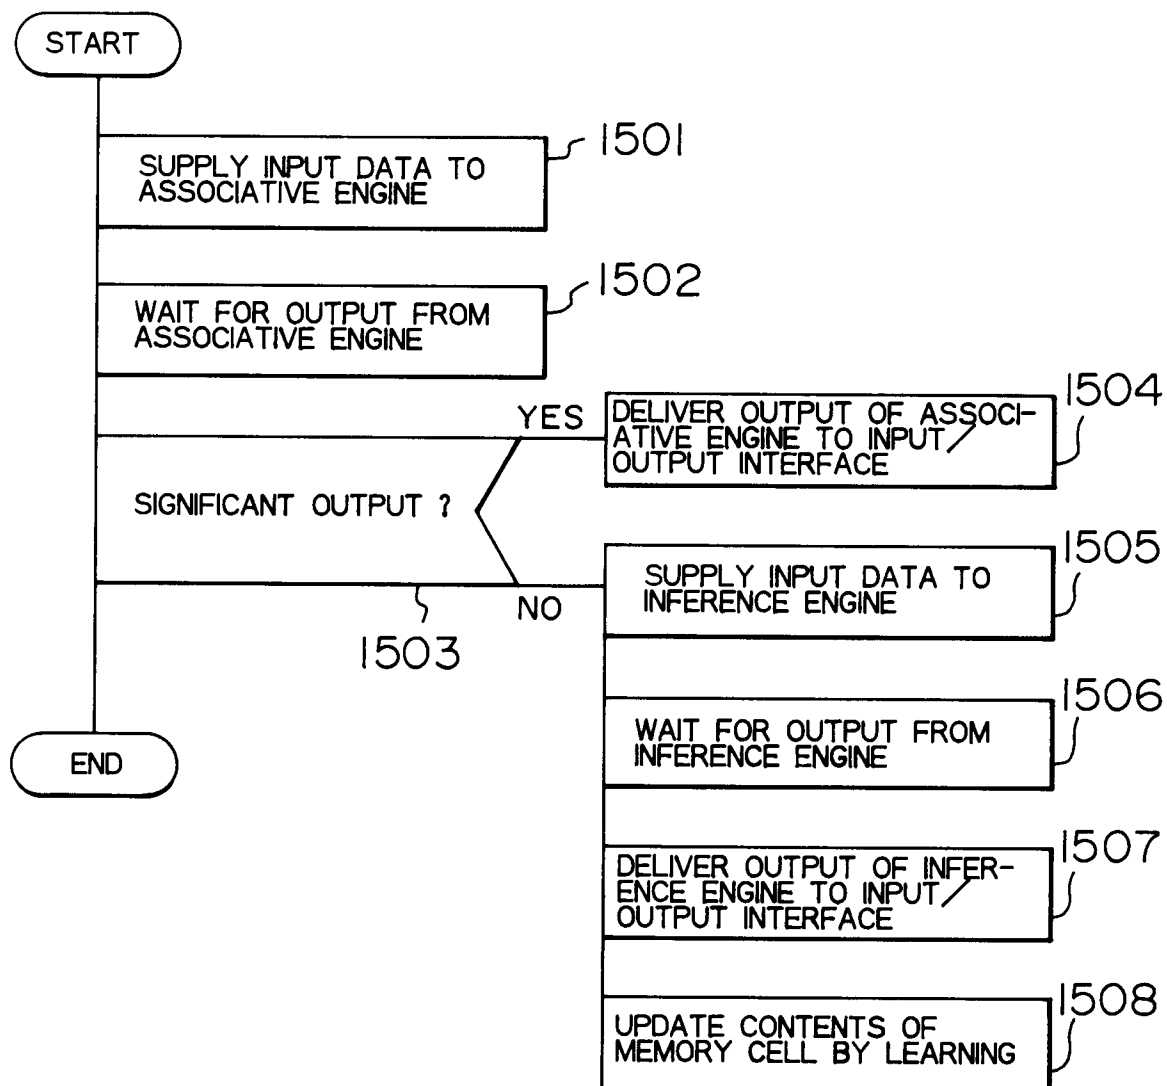 START
1501
SUPPLY INPUT DATA TO
ASSOCIATIVE ENGINE
1502
WAIT FOR OUTPUT FROM
ASSOCIATIVE ENGINE
YES
1504
DELIVER OUTPUT OF ASSOCI-
ATIVE ENGINE TO INPUT/
OUTPUT INTERFACE
SIGNIFICANT OUTPUT ?
1503
NO
1505
SUPPLY INPUT DATA TO
INFERENCE ENGINE
1506
WAIT FOR OUTPUT FROM
INFERENCE ENGINE
END
1507
DELIVER OUTPUT OF INFER-
ENCE ENGINE TO INPUT/
OUTPUT INTERFACE
1508
UPDATE CONTENTS OF
MEMORY CELL BY LEARNING